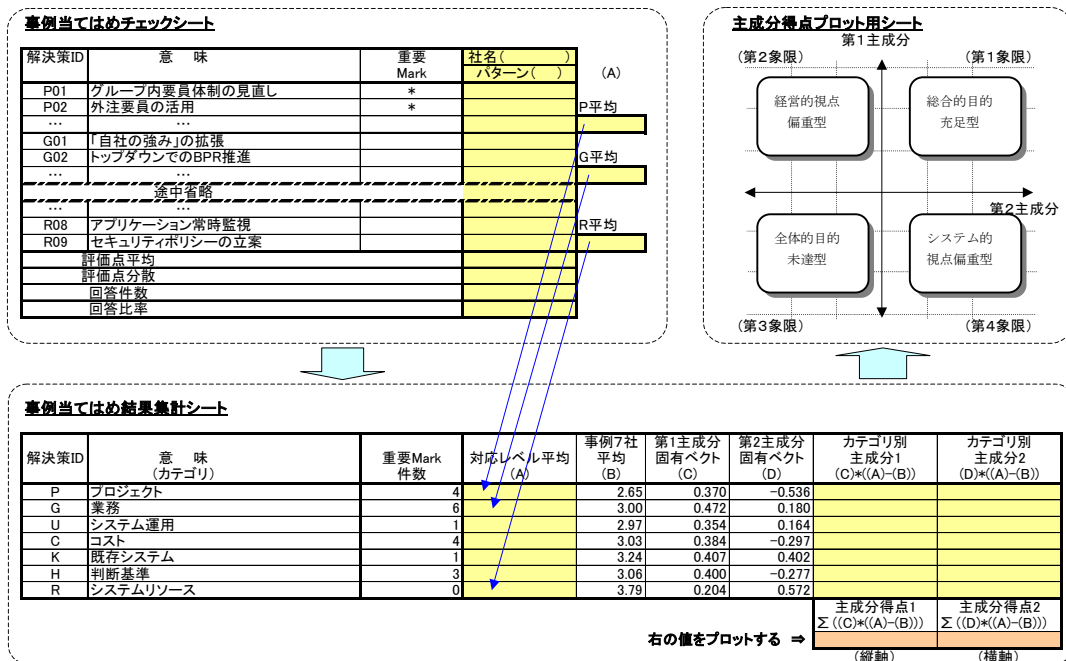 事例当てはめチェックシート
解決策ID 意　味 重要 Mark 社名(　　　) パターン(　) (A)
P01 グループ内要員体制の見直し *
P02 外注要員の活用 * P平均
… …
G01 「自社の強み」の拡張
G02 トップダウンでのBPR推進 G平均
… …
途中省略
… …
R08 アプリケーション常時監視 R平均
R09 セキュリティポリシーの立案
評価点平均
評価点分散
回答件数
回答比率
主成分得点プロット用シート
第1主成分
(第2象限) (第1象限)
経営的視点 偏重型
総合的目的 充足型
第2主成分
全体的目的 未達型
システム的 視点偏重型
(第3象限) (第4象限)
事例当てはめ結果集計シート
解決策ID 意　味 (カテゴリ) 重要Mark 件数 対応レベル平均 (A) 事例7社 平均 (B) 第1主成分 固有ベクト (C) 第2主成分 固有ベクト (D) カテゴリ別 主成分1 (C)*((A)-(B)) カテゴリ別 主成分2 (D)*((A)-(B))
P プロジェクト 4 2.65 0.370 -0.536
G 業務 6 3.00 0.472 0.180
U システム運用 1 2.97 0.354 0.164
C コスト 4 3.03 0.384 -0.297
K 既存システム 1 3.24 0.407 0.402
H 判断基準 3 3.06 0.400 -0.277
R システムリソース 0 3.79 0.204 0.572
主成分得点1 主成分得点2
Σ((C)*((A)-(B))) Σ((D)*((A)-(B)))
右の値をプロットする ⇒
(縦軸) (横軸)